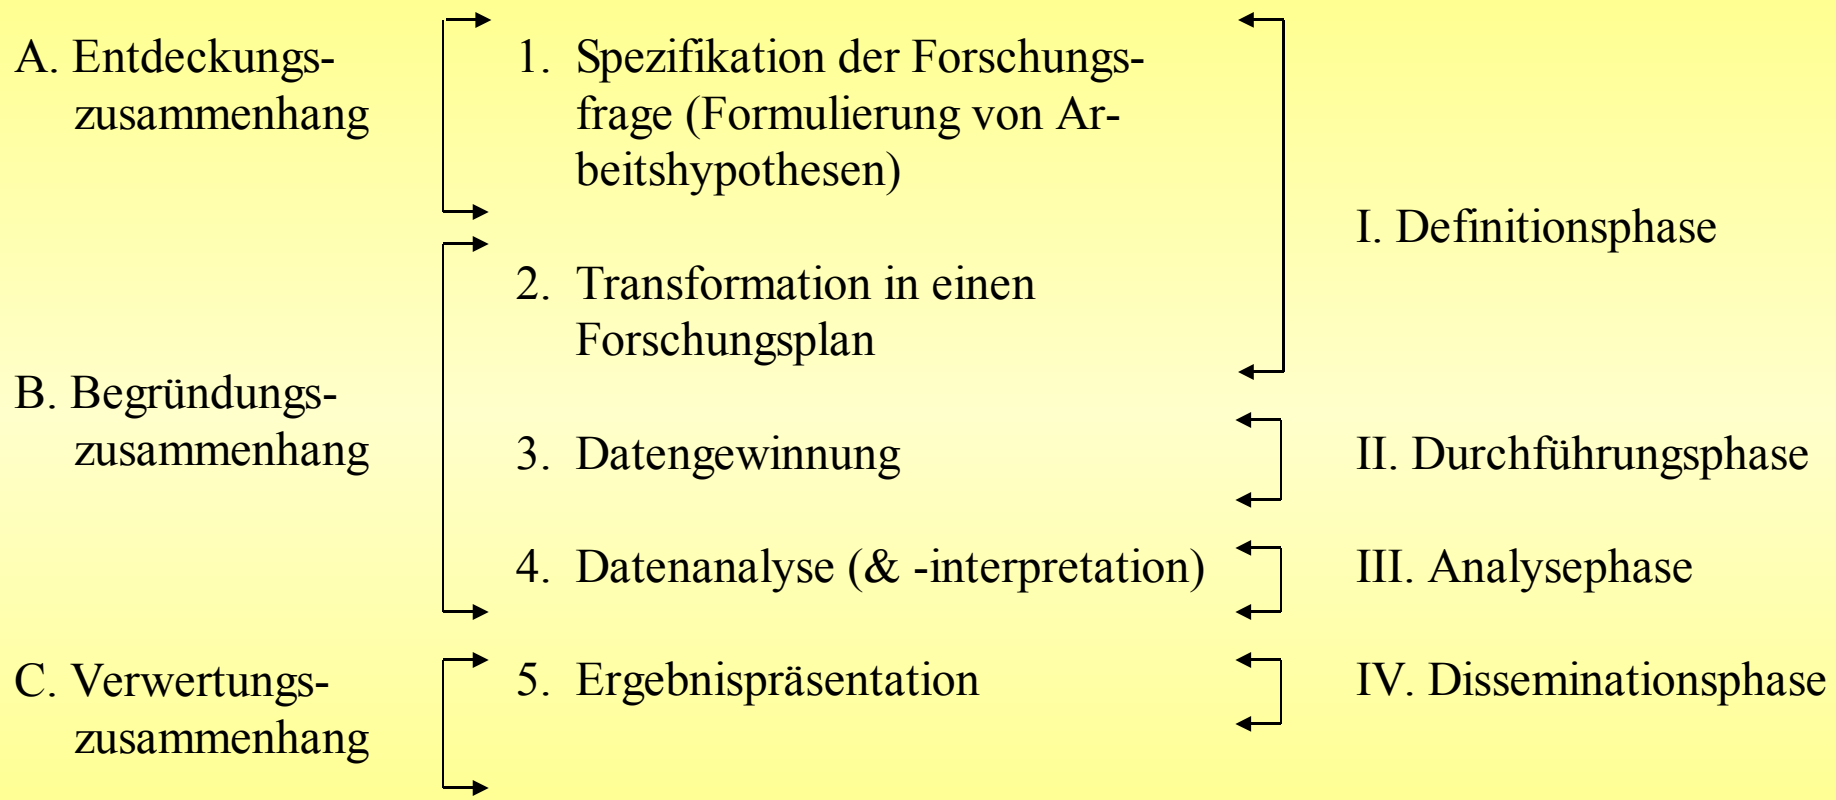 A. Entdeckungs-
zusammenhang
1. Spezifikation der Forschungs-
frage (Formulierung von Ar-
beitshypothesen)
I. Definitionsphase
2. Transformation in einen
Forschungsplan
B. Begründungs-
zusammenhang
3. Datengewinnung
II. Durchführungsphase
4. Datenanalyse (& -interpretation)
III. Analysephase
C. Verwertungs-
zusammenhang
5. Ergebnispräsentation
IV. Disseminationsphase